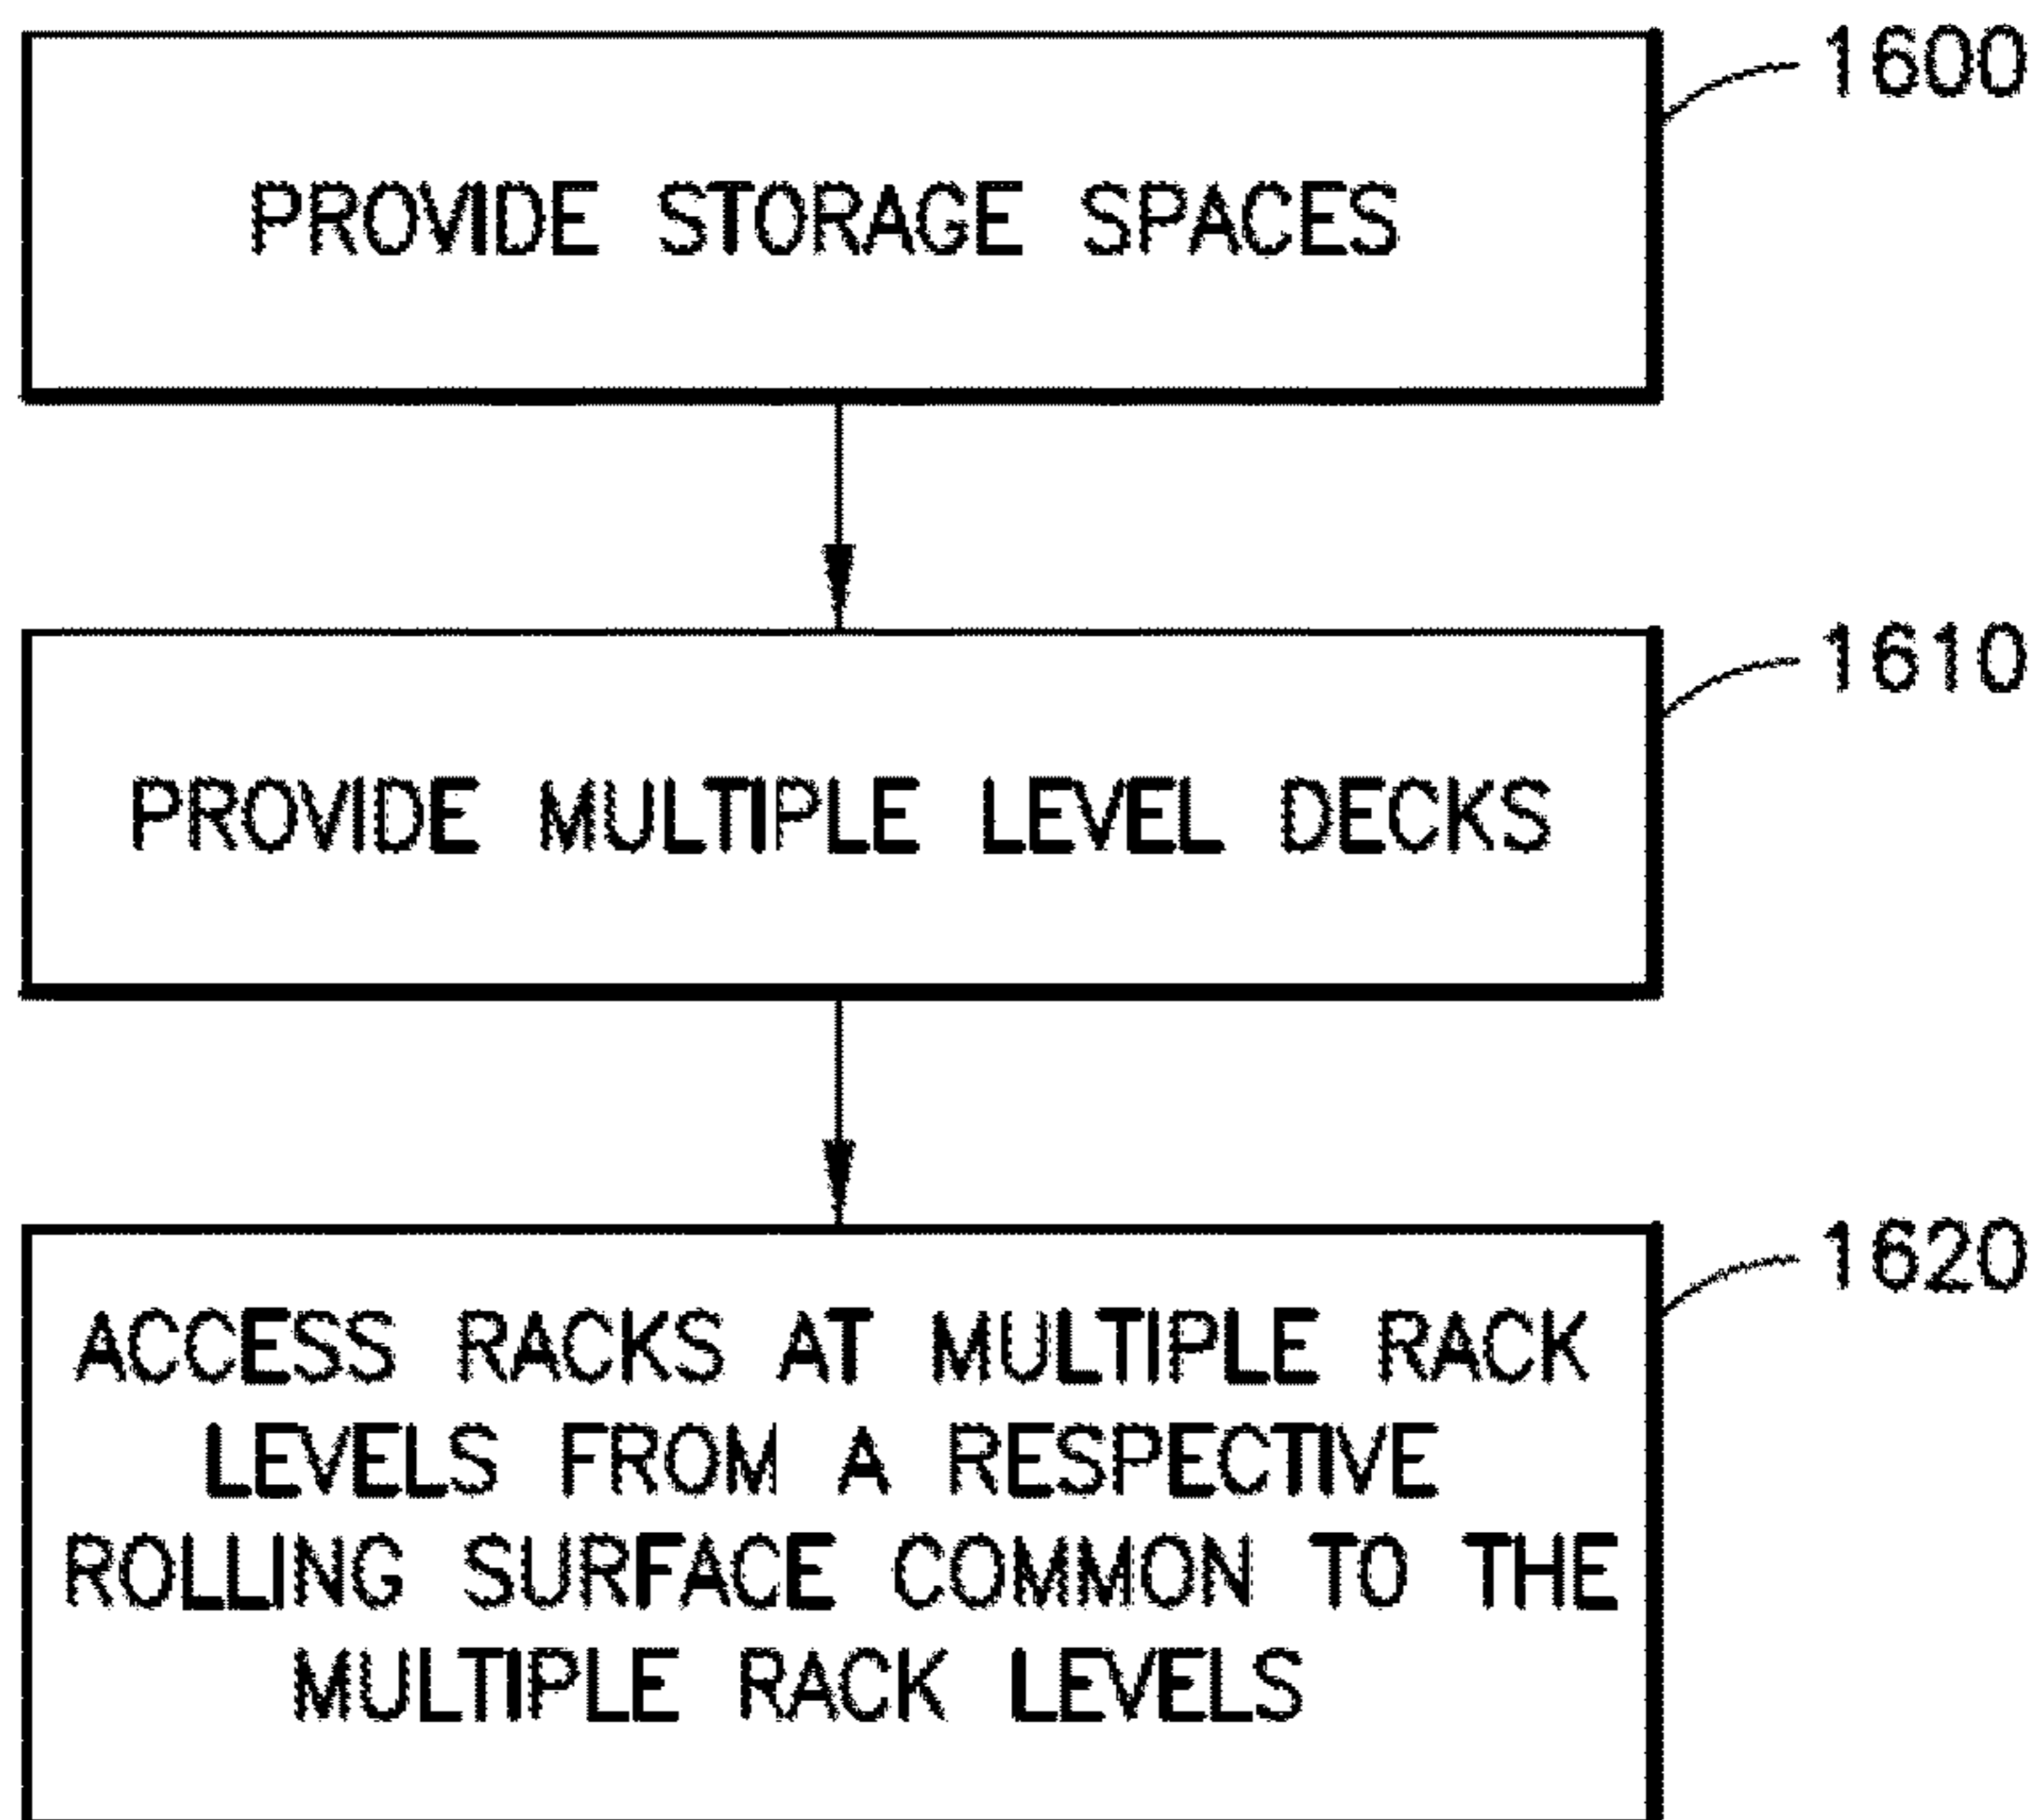 1600
PROVIDE STORAGE SPACES
1610
PROVIDE MULTIPLE LEVEL DECKS
1620
ACCESS RACKS AT MULTIPLE RACK
LEVELS FROM A RESPECTIVE
ROLLING SURFACE COMMON TO THE
MULTIPLE RACK LEVELS